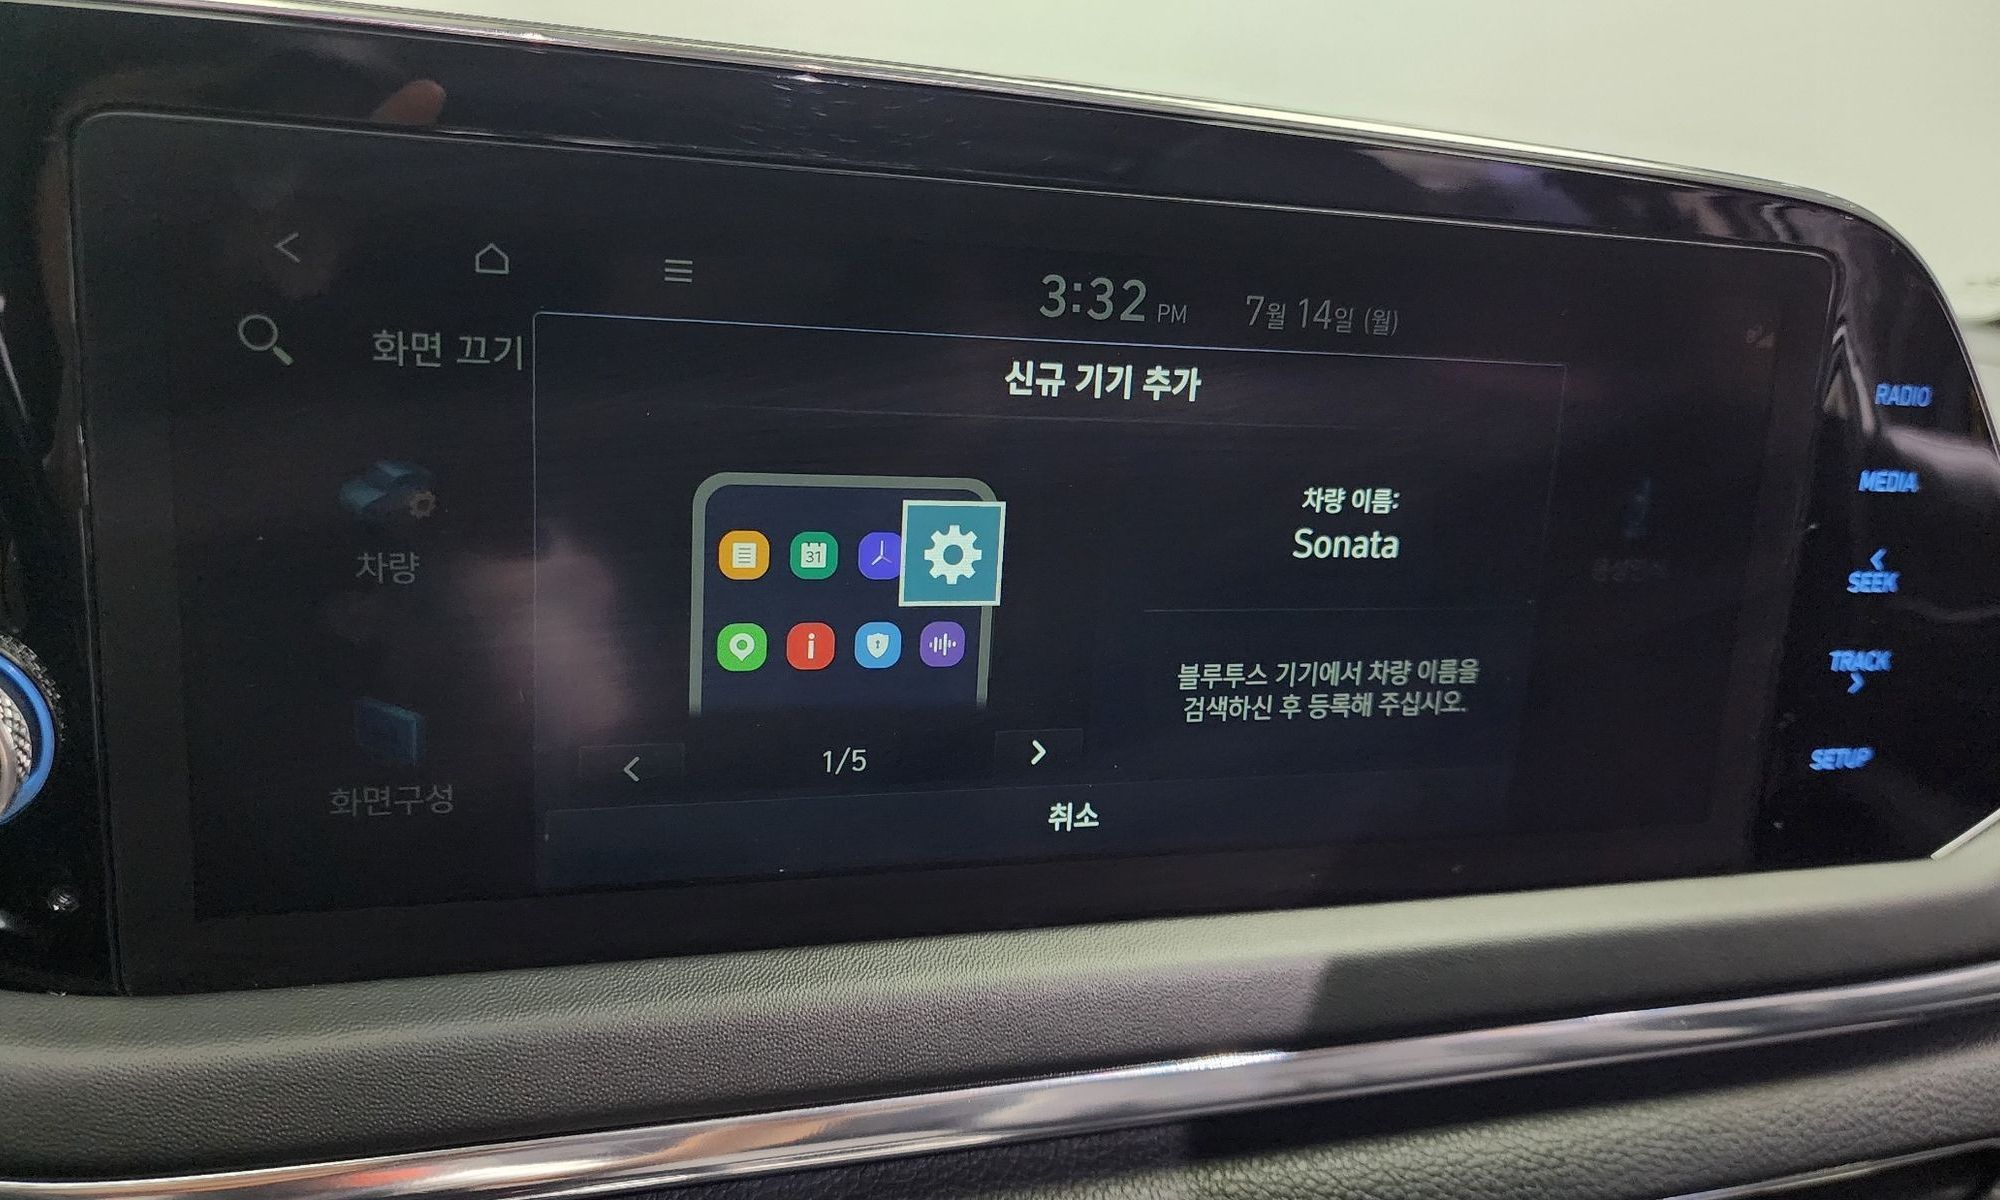 3:32 PM 7월 14일 (월)
화면 끄기
신규 기기 추가
차량
화면구성
31
차량 이름:
Sonata
블루투스 기기에서 차량 이름을
검색하신 후 등록해 주십시오.
1/5
취소
RADIO
MEDIA
SEEK
TRACK
SETUP